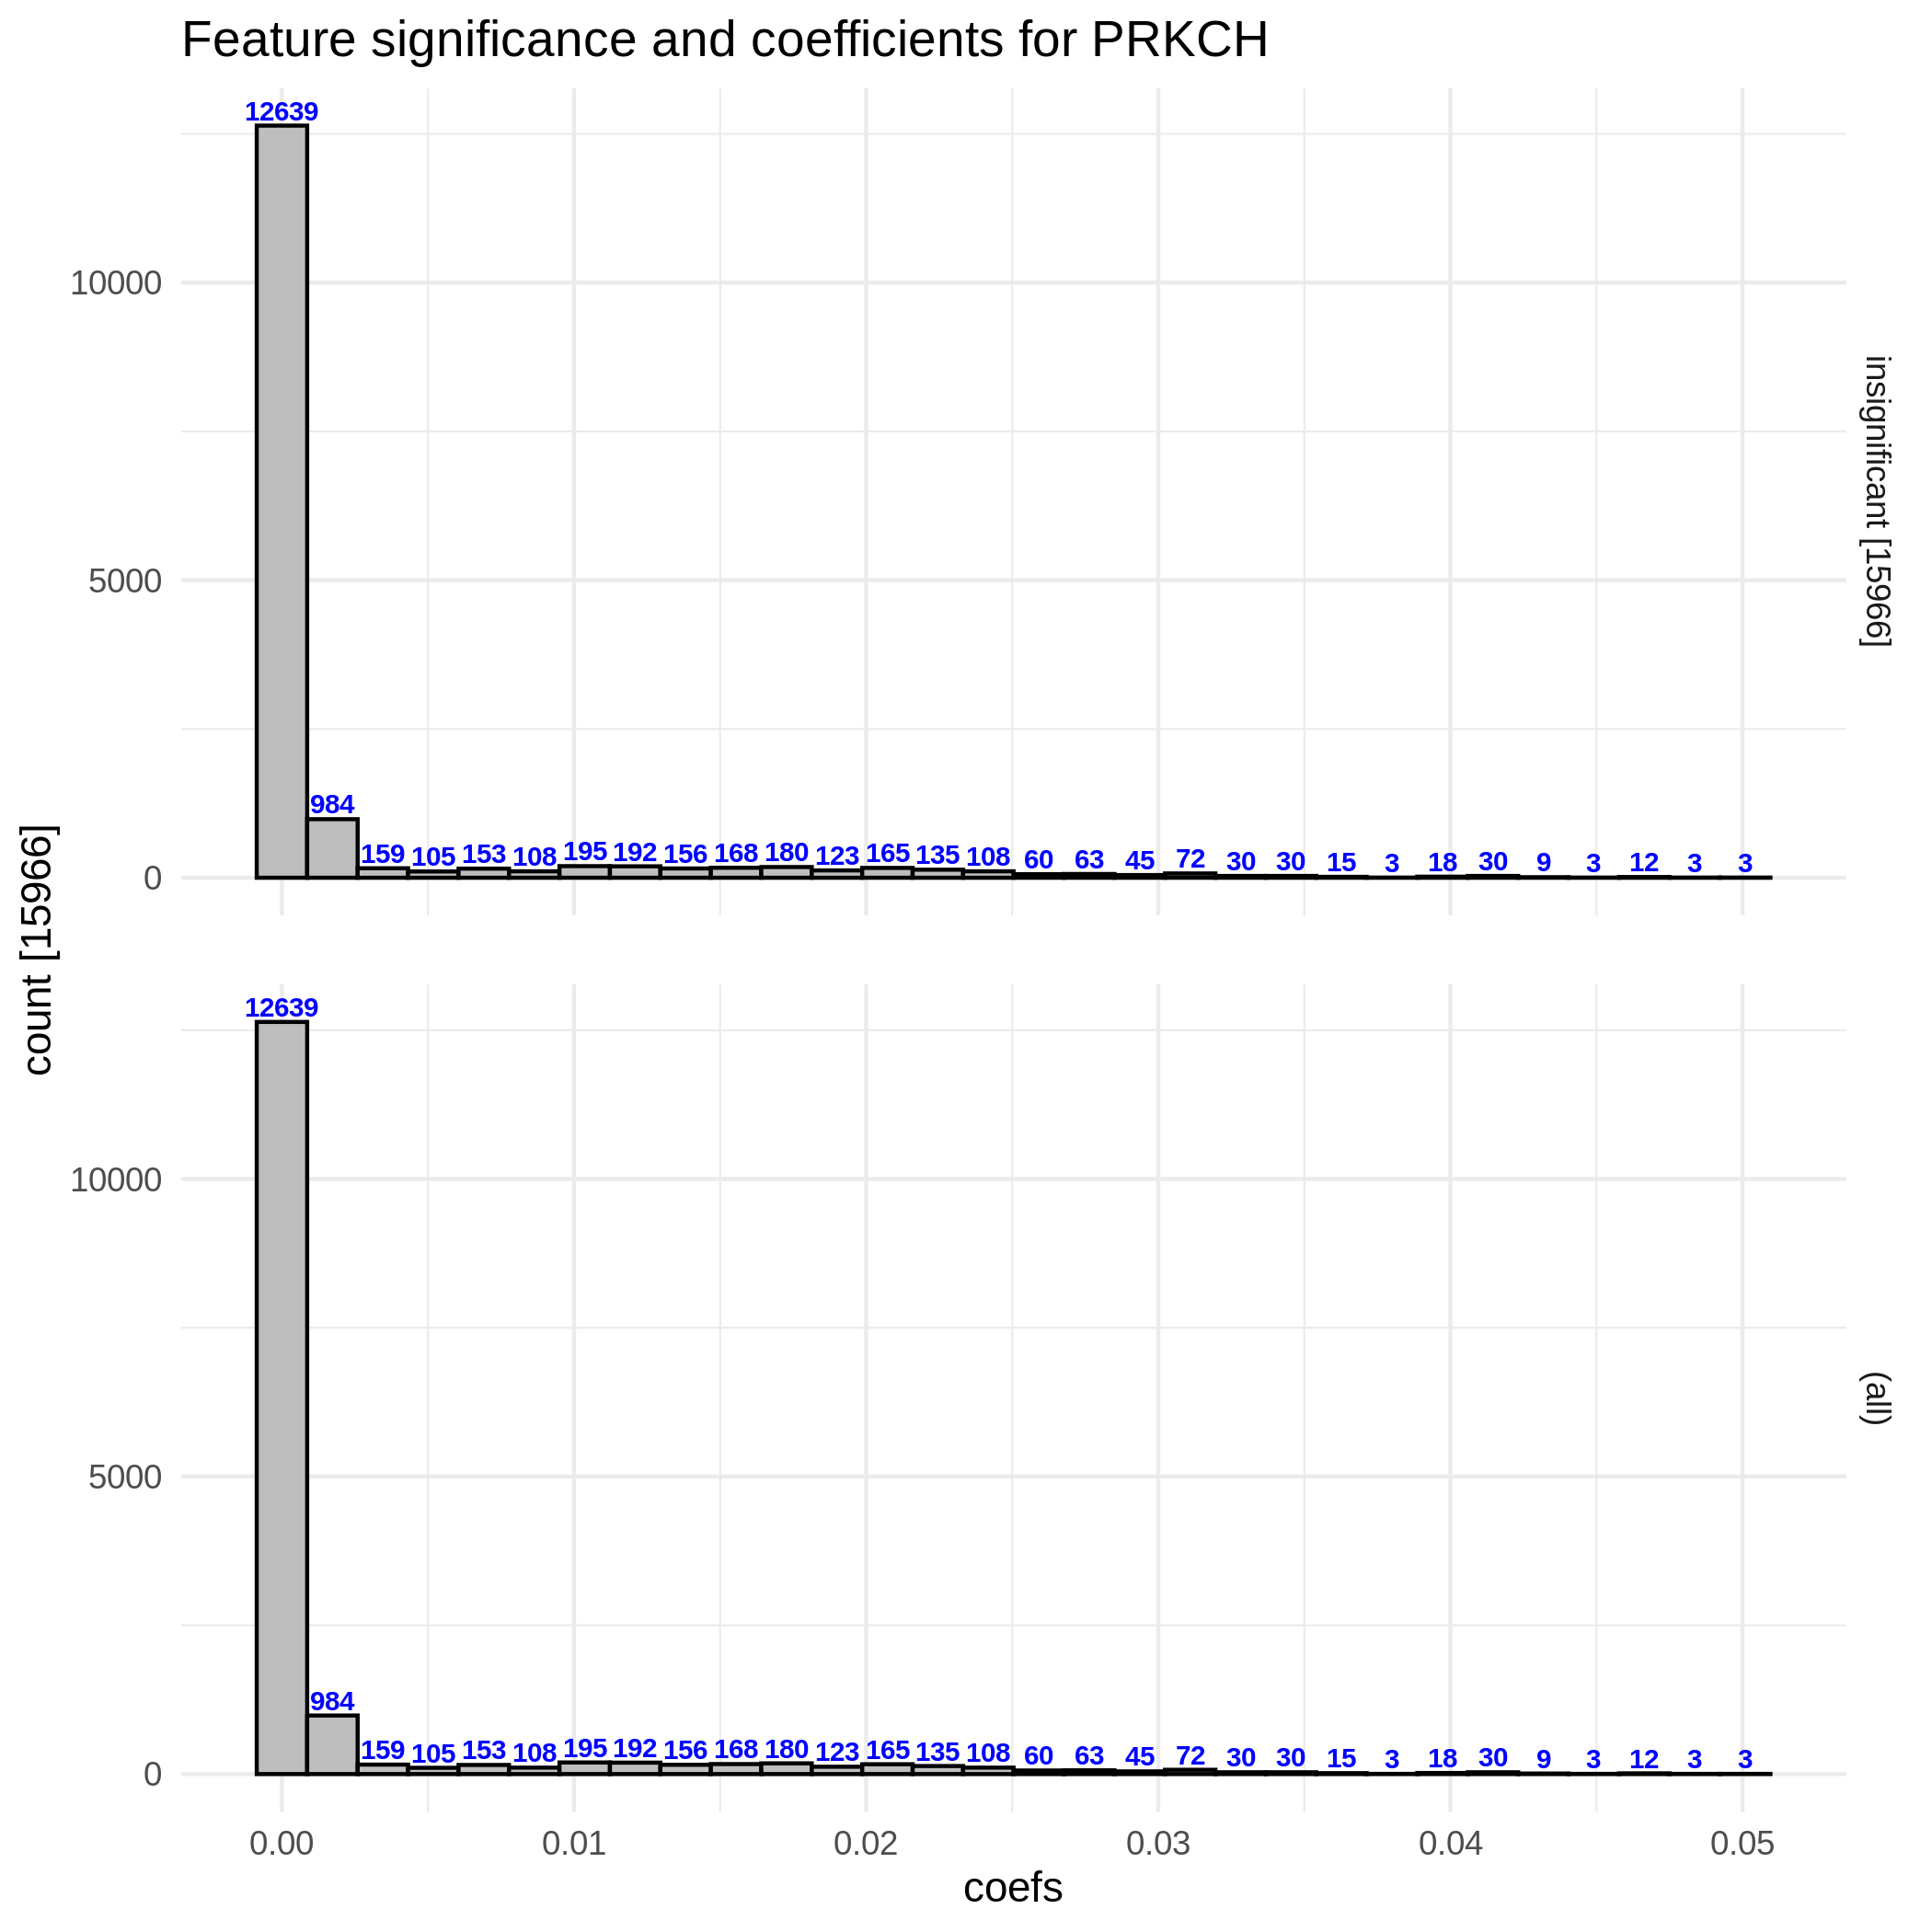 Feature significance and coefficients for PRKCH
12639
10000
5000
984
159 105 153 108 195 192 156 168 180 123 165 135 108 60 63 45 72 30 30 15 3 18 30 9 3 12 3 3
0
insignificant [15966]
count [15966]
12639
10000
5000
984
159 105 153 108 195 192 156 168 180 123 165 135 108 60 63 45 72 30 30 15 3 18 30 9 3 12 3 3
0
(all)
0.00 0.01 0.02 0.03 0.04 0.05
coefs